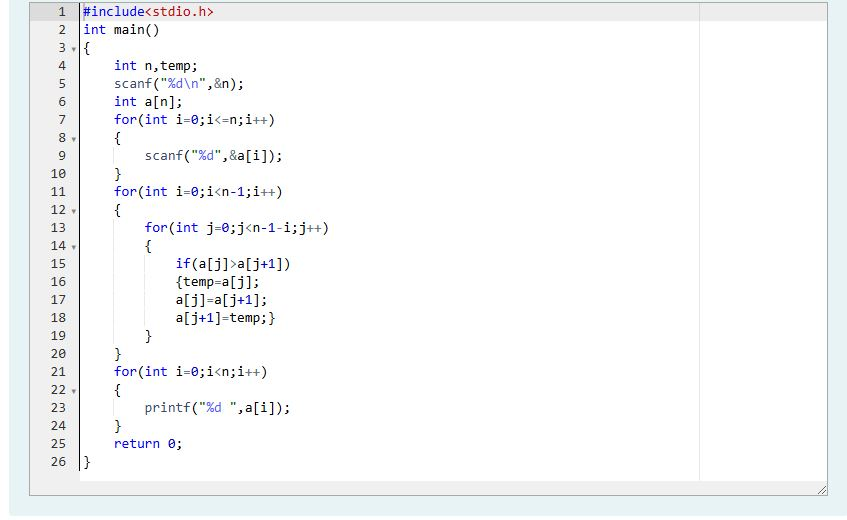 1 #include<stdio.h>
2 int main()
3 {
4     int n,temp;
5     scanf("%d\n",&n);
6     int a[n];
7     for(int i=0;i<=n;i++)
8     {
9         scanf("%d",&a[i]);
10     }
11     for(int i=0;i<n-1;i++)
12     {
13         for(int j=0;j<n-1-i;j++)
14         {
15             if(a[j]>a[j+1])
16             {temp=a[j];
17             a[j]=a[j+1];
18             a[j+1]=temp;}
19         }
20     }
21     for(int i=0;i<n;i++)
22     {
23         printf("%d ",a[i]);
24     }
25     return 0;
26 }